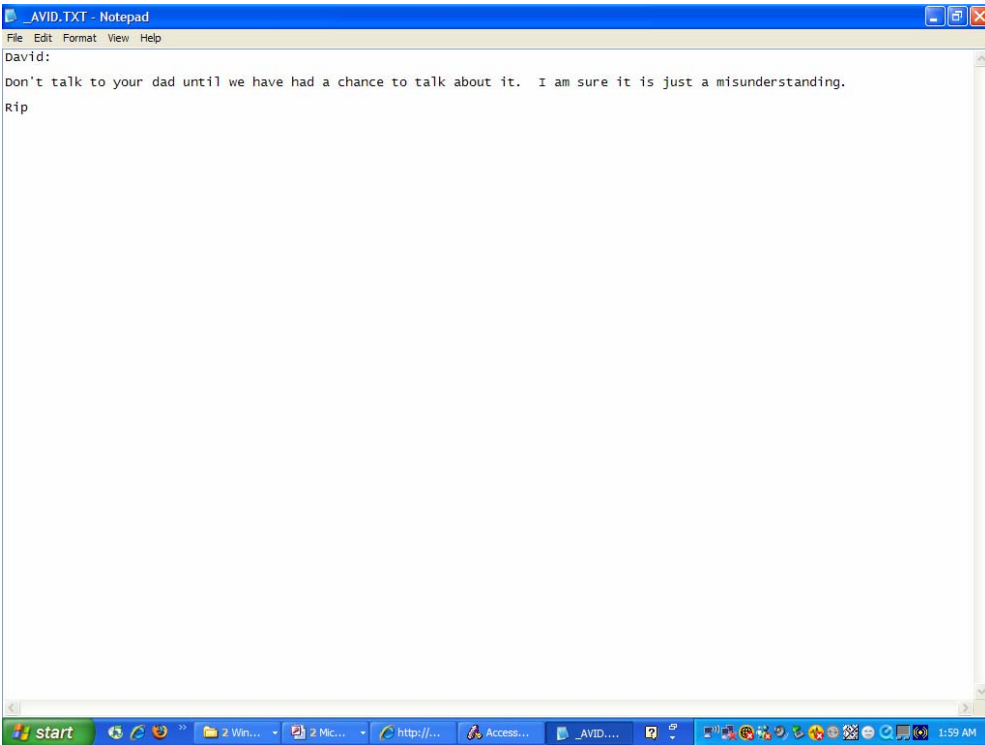 _AVID.TXT - Notepad
File Edit Format View Help
David:
Don't talk to your dad until we have had a chance to talk about it.  I am sure it is just a misunderstanding.
Rip
start 2 Win... 2 Mic... http://... Access... _AVID.... 1:59 AM